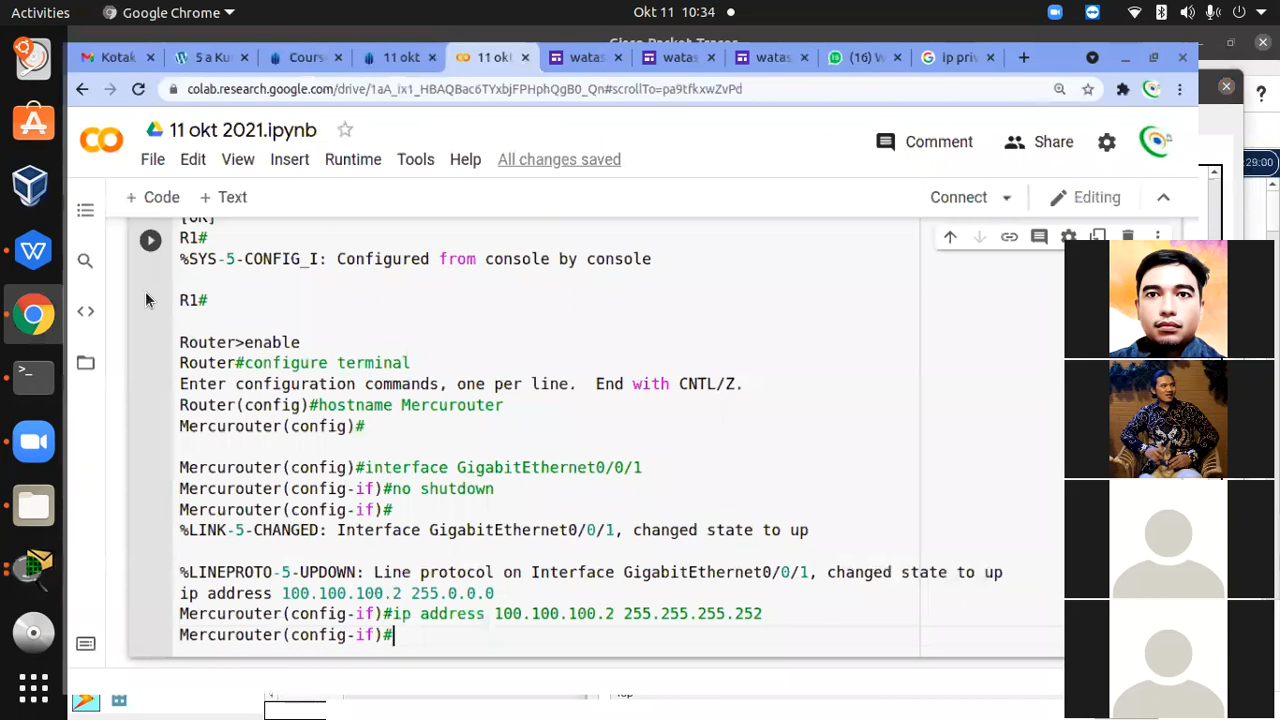 Activities
Google Chrome
Okt 11 10:34
Kotak
5 a Ku
Cours
11 okt
11 okt
watas
watas
watas
(16) W
ip priv
colab.research.google.com/drive/1aA_ix1_HBAQBac6TYxbjFPHphQgB0_Qn#scrollTo=pa9tfkxwZvPd
11 okt 2021.ipynb
Comment
Share
File Edit View Insert Runtime Tools Help All changes saved
:29:00
+ Code + Text
Connect
Editing
[OK]
R1#
%SYS-5-CONFIG_I: Configured from console by console
R1#
Router>enable
Router#configure terminal
Enter configuration commands, one per line. End with CNTL/Z.
Router(config)#hostname Mercurouter
Mercurouter(config)#
Mercurouter(config)#interface GigabitEthernet0/0/1
Mercurouter(config-if)#no shutdown
Mercurouter(config-if)#
%LINK-5-CHANGED: Interface GigabitEthernet0/0/1, changed state to up
%LINEPROTO-5-UPDOWN: Line protocol on Interface GigabitEthernet0/0/1, changed state to up
ip address 100.100.100.2 255.0.0.0
Mercurouter(config-if)#ip address 100.100.100.2 255.255.255.252
Mercurouter(config-if)#